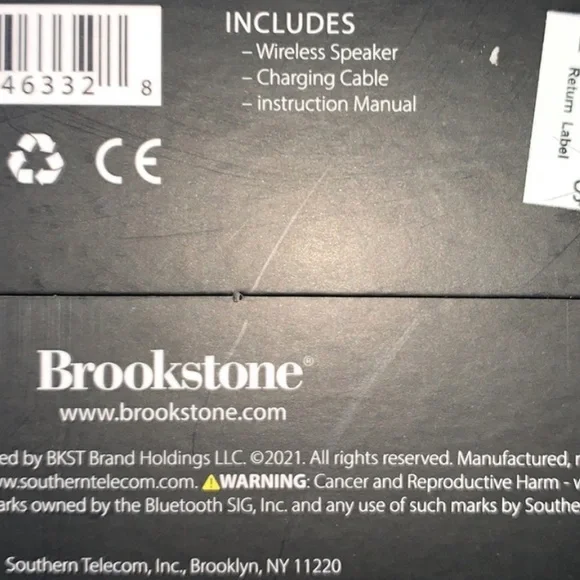 INCLUDES
– Wireless Speaker
– Charging Cable
– instruction Manual
46332 8
Return Label
CE
Brookstone®
www.brookstone.com
ed by BKST Brand Holdings LLC. ©2021. All rights reserved. Manufactured,
w.southerntelecom.com. WARNING: Cancer and Reproductive Harm -
arks owned by the Bluetooth SIG, Inc. and any use of such marks by Southe
Southern Telecom, Inc., Brooklyn, NY 11220